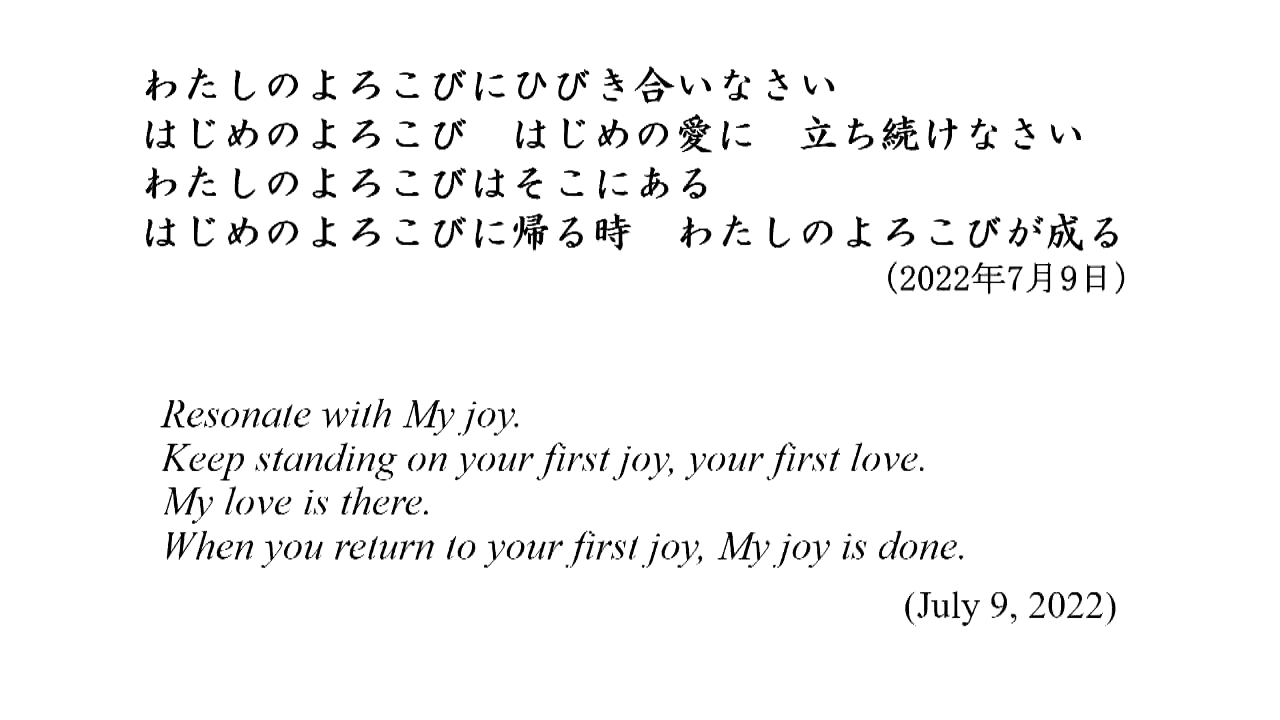 わたしのよろこびにひびき合いなさい
はじめのよろこび　はじめの愛に　立ち続けなさい
わたしのよろこびはそこにある
はじめのよろこびに帰る時　わたしのよろこびが成る
（2022年7月9日）
Resonate with My joy.
Keep standing on your first joy, your first love.
My love is there.
When you return to your first joy, My joy is done.
(July 9, 2022)